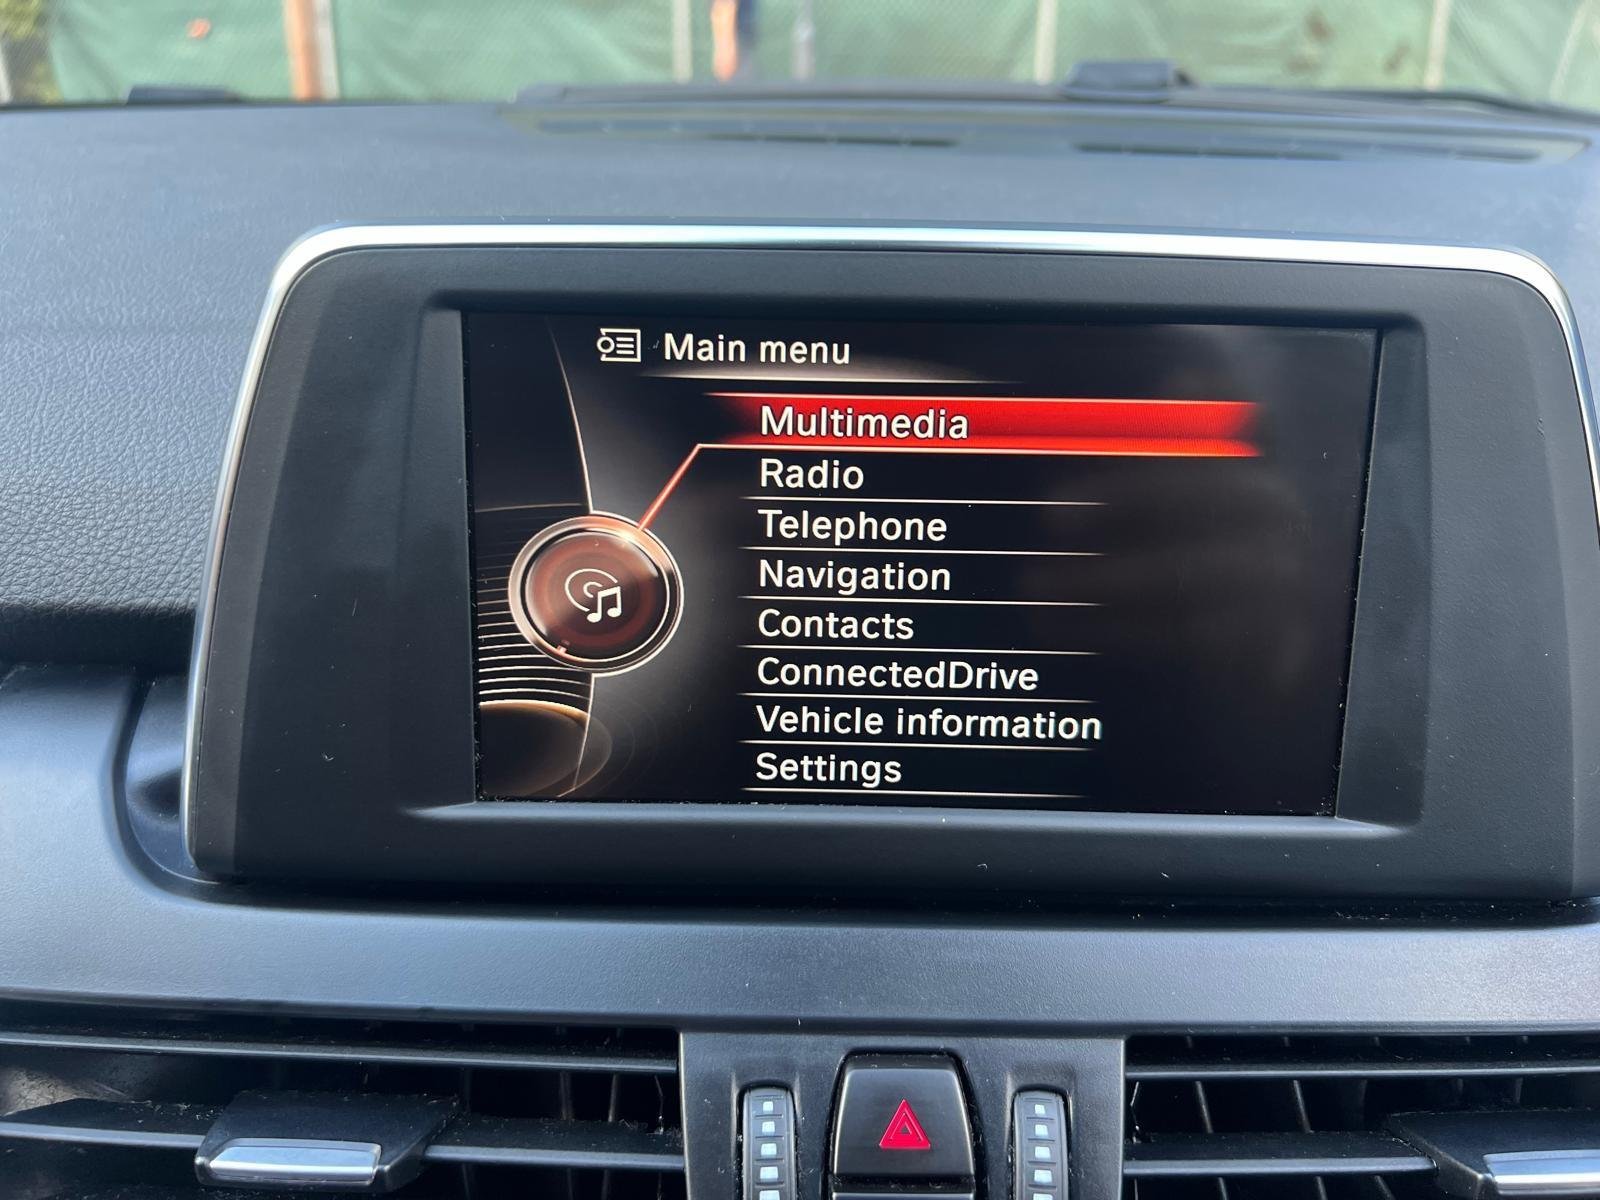 Main menu
Multimedia
Radio
Telephone
Navigation
Contacts
ConnectedDrive
Vehicle information
Settings